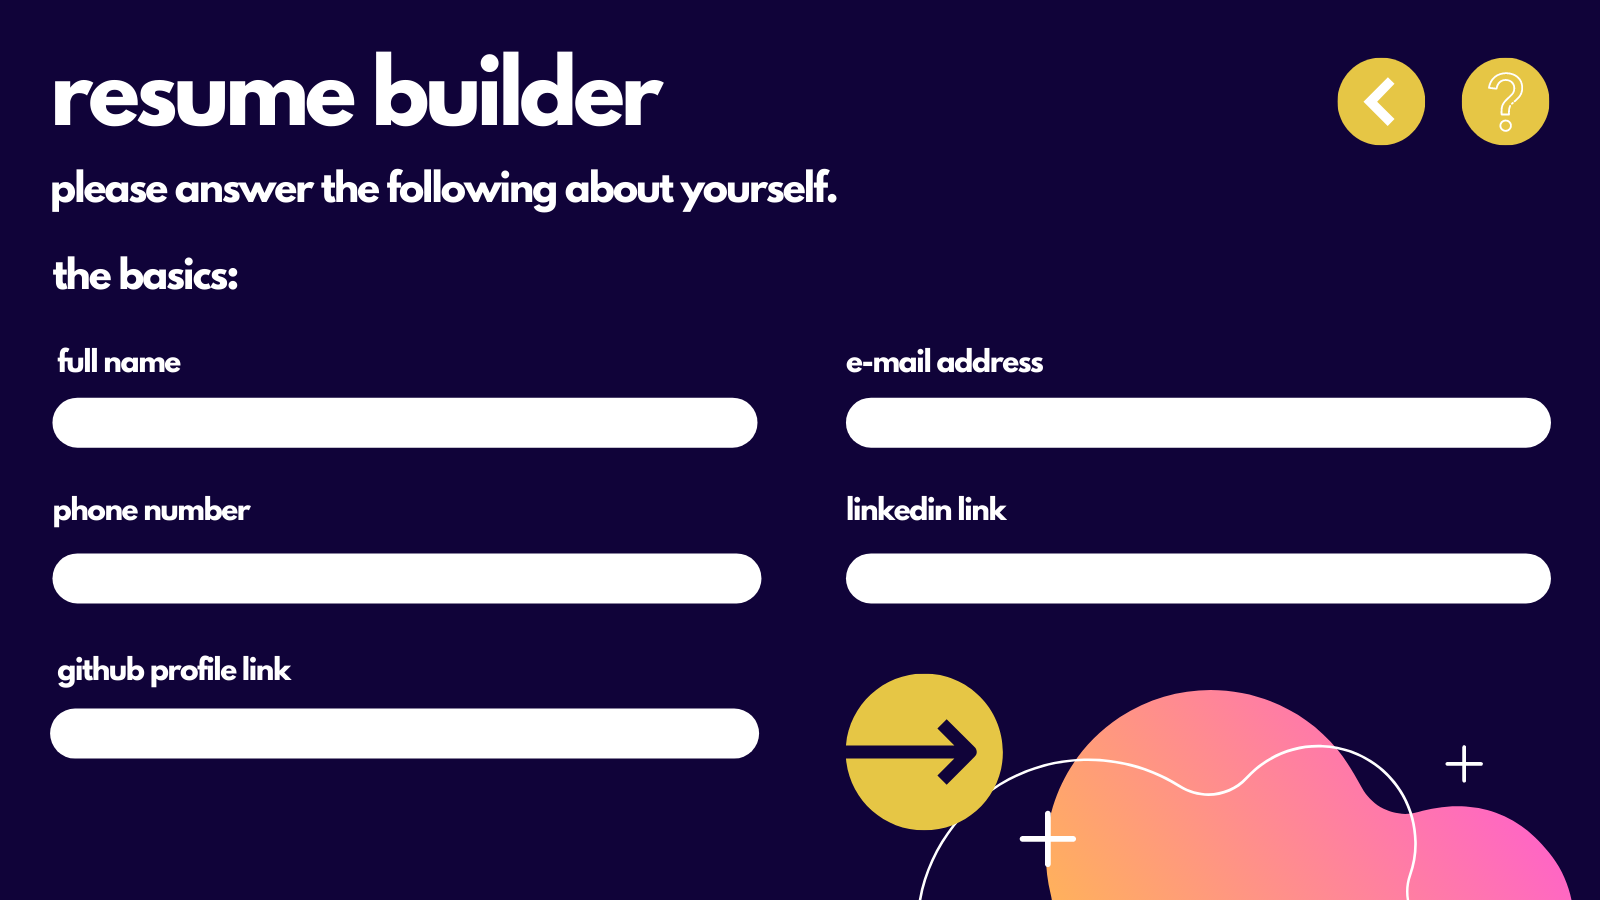 resume builder
?
please answer the following about yourself.
the basics:
full name
e-mail address
phone number
linkedin link
github profile link